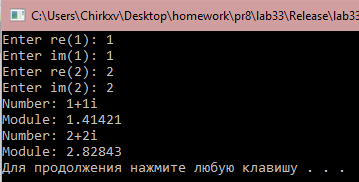 C:\Users\Chirkxv\Desktop\homework\pr8\lab33\Release\lab33
Enter re(1): 1
Enter im(1): 1
Enter re(2): 2
Enter im(2): 2
Number: 1+1i
Module: 1.41421
Number: 2+2i
Module: 2.82843
Для продолжения нажмите любую клавишу . . .